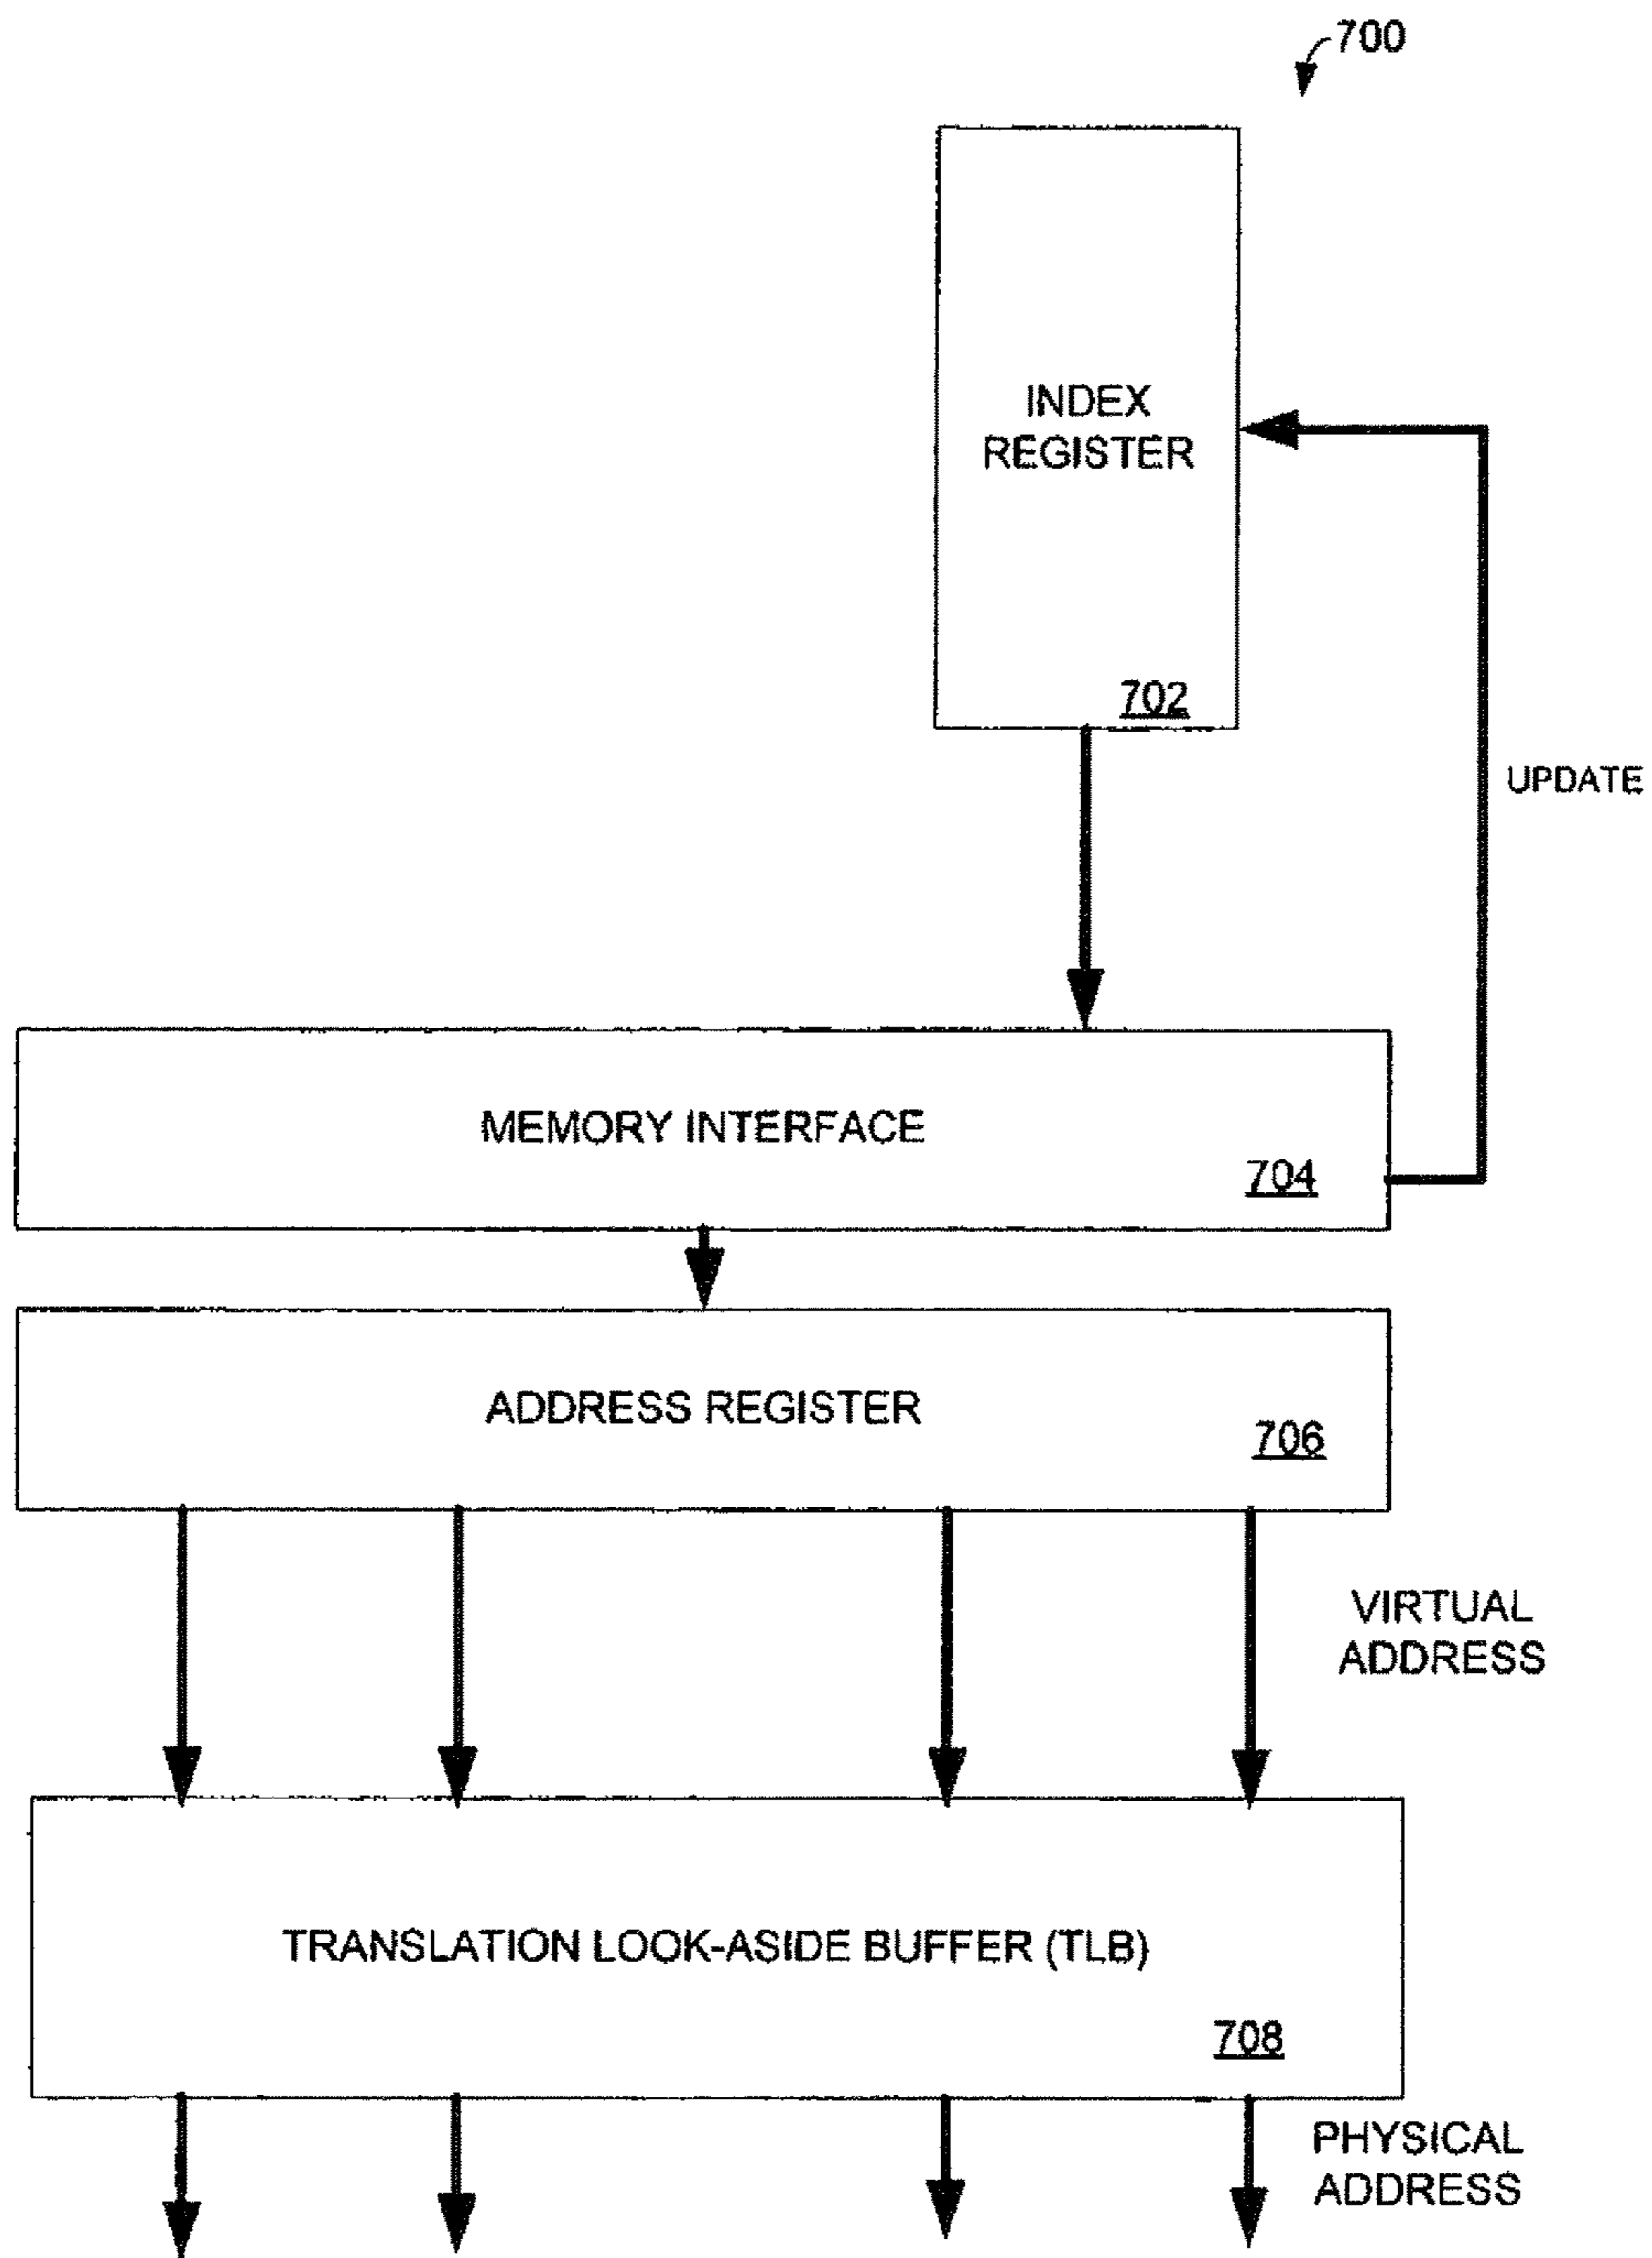 700
INDEX
REGISTER
702
UPDATE
MEMORY INTERFACE
704
ADDRESS REGISTER
706
VIRTUAL
ADDRESS
TRANSLATION LOOK-ASIDE BUFFER (TLB)
708
PHYSICAL
ADDRESS